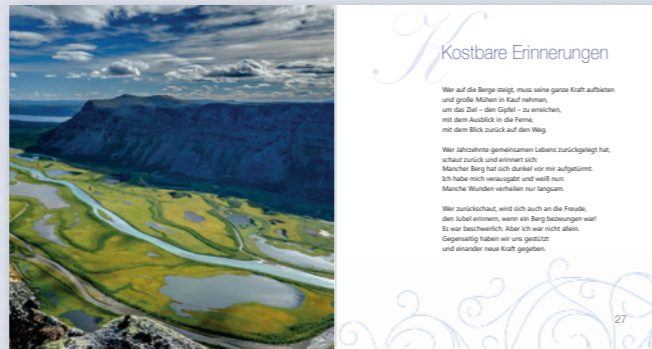 K
Kostbare Erinnerungen
Wer auf die Berge steigt, muss seine ganze Kraft aufbieten
und große Mühen in Kauf nehmen,
um das Ziel – den Gipfel – zu erreichen,
mit dem Ausblick in die Ferne,
mit dem Blick zurück auf den Weg.
Wer Jahrzehnte gemeinsamen Lebens zurückgelegt hat,
schaut zurück und erinnert sich:
Mancher Berg hat sich dunkel vor mir aufgetürmt.
Ich habe mich verausgabt und weiß nun:
Manche Wunden verheilen nur langsam.
Wer zurückschaut, wird sich auch an die Freude,
den Jubel erinnern, wenn ein Berg bezwungen war!
Es war beschwerlich. Aber ich war nicht allein.
Gegenseitig haben wir uns gestützt
und einander neue Kraft gegeben.
27